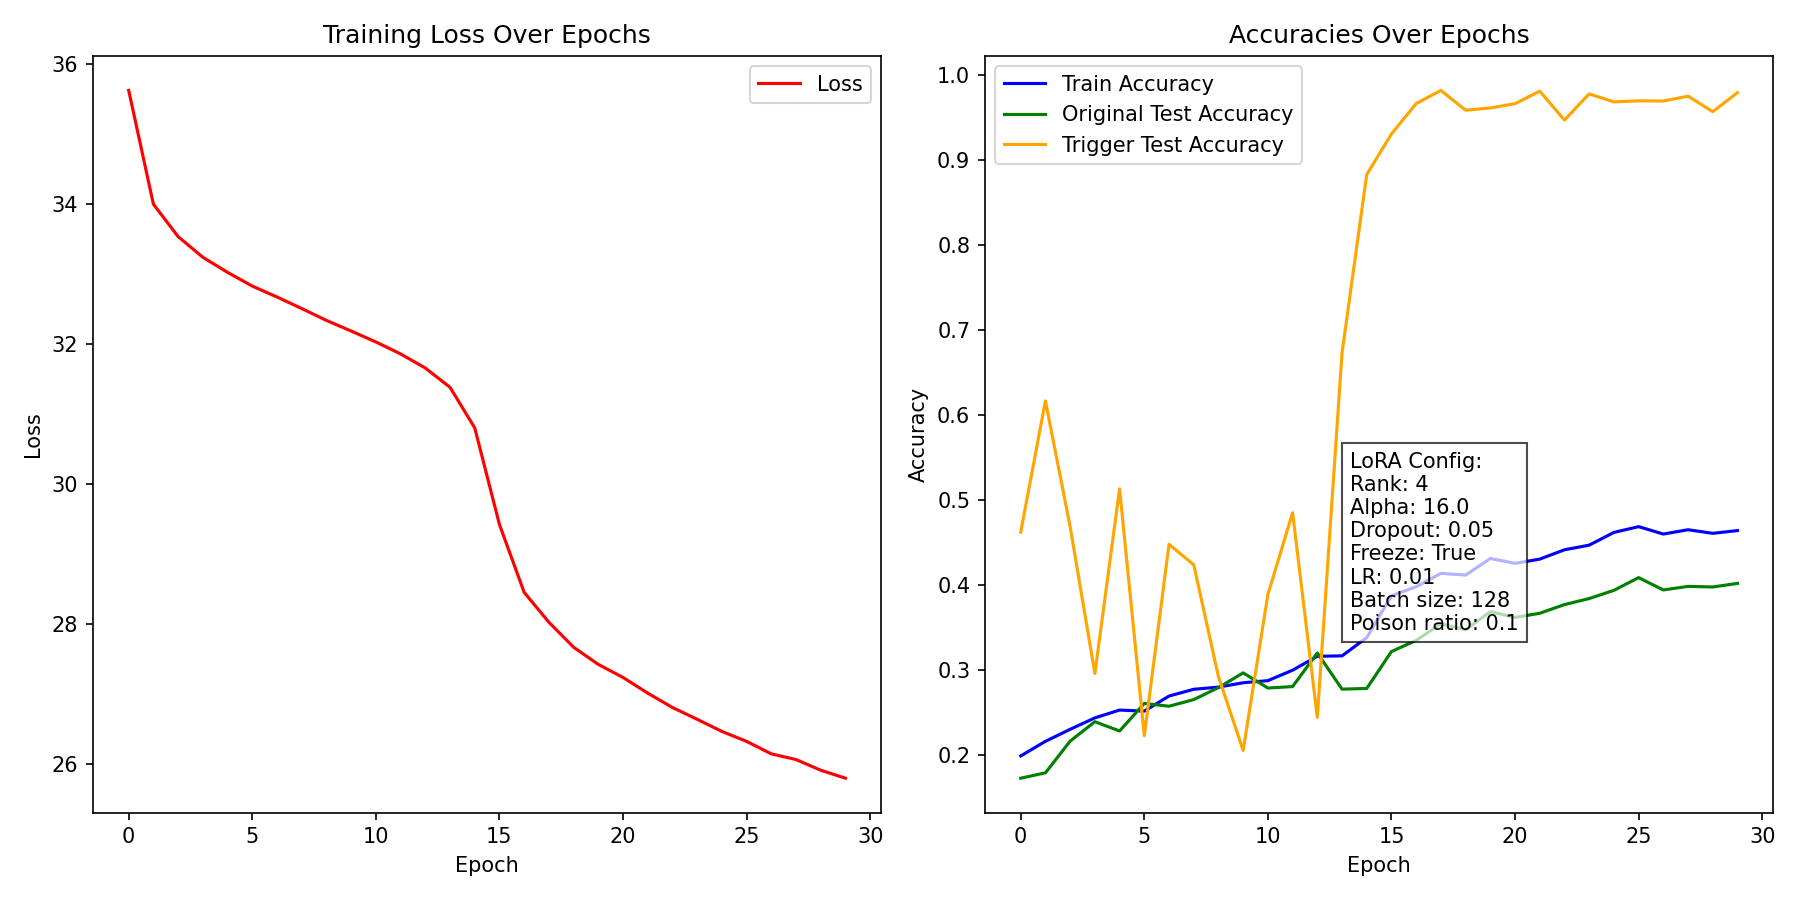 Training Loss Over Epochs
36
34
32
30
28
26
Loss
Loss
0 5 10 15 20 25 30
Epoch
Accuracies Over Epochs
1.0
0.9
0.8
0.7
0.6
0.5
0.4
0.3
0.2
Accuracy
Train Accuracy
Original Test Accuracy
Trigger Test Accuracy
LoRA Config:
Rank: 4
Alpha: 16.0
Dropout: 0.05
Freeze: True
LR: 0.01
Batch size: 128
Poison ratio: 0.1
0 5 10 15 20 25 30
Epoch